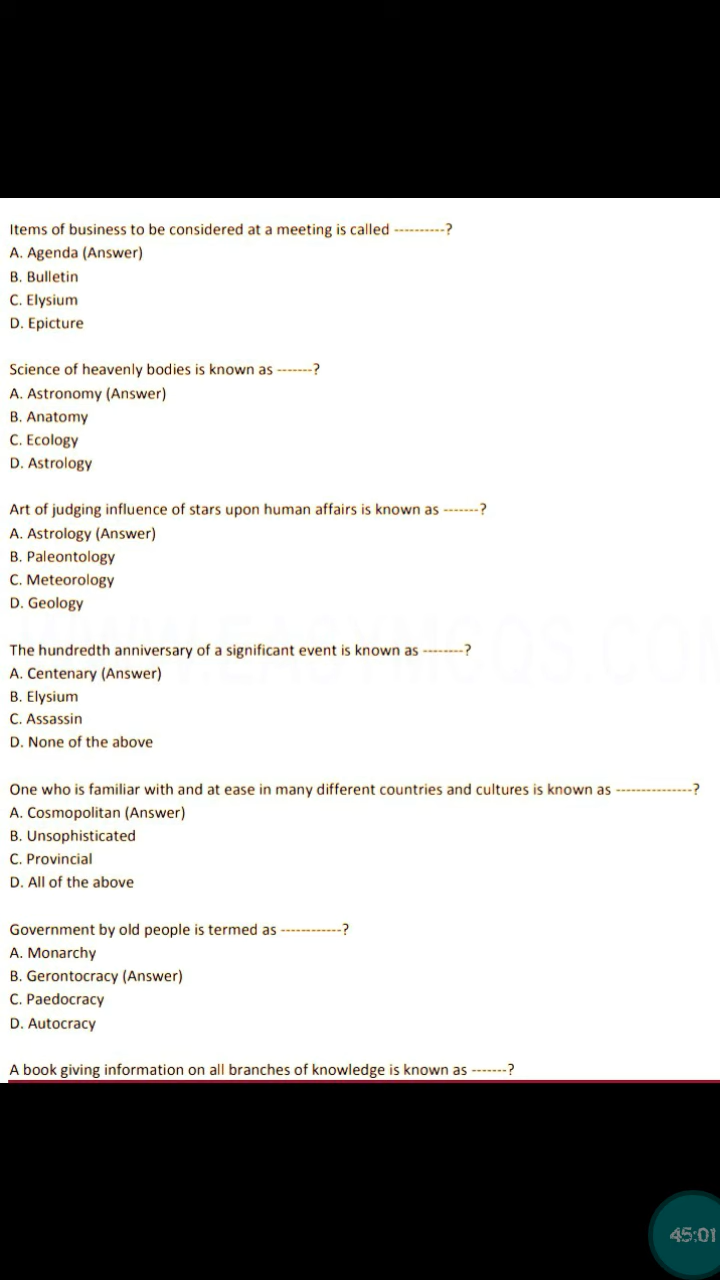 Items of business to be considered at a meeting is called ----------?
A. Agenda (Answer)
B. Bulletin
C. Elysium
D. Epicture
Science of heavenly bodies is known as -------?
A. Astronomy (Answer)
B. Anatomy
C. Ecology
D. Astrology
Art of judging influence of stars upon human affairs is known as -------?
A. Astrology (Answer)
B. Paleontology
C. Meteorology
D. Geology
The hundredth anniversary of a significant event is known as --------?
A. Centenary (Answer)
B. Elysium
C. Assassin
D. None of the above
One who is familiar with and at ease in many different countries and cultures is known as ---------------?
A. Cosmopolitan (Answer)
B. Unsophisticated
C. Provincial
D. All of the above
Government by old people is termed as ------------?
A. Monarchy
B. Gerontocracy (Answer)
C. Paedocracy
D. Autocracy
A book giving information on all branches of knowledge is known as -------?
45:01